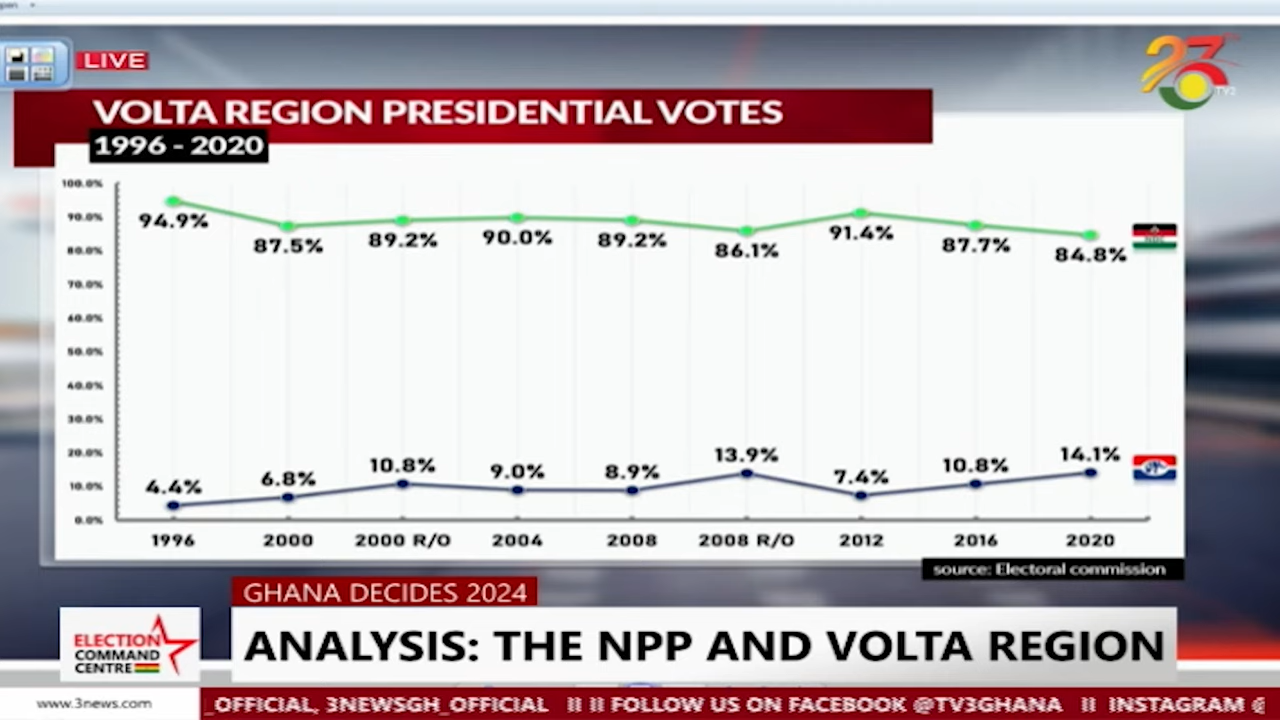 LIVE
23
TV3
VOLTA REGION PRESIDENTIAL VOTES
1996 - 2020
100.0%
90.0%
80.0%
70.0%
60.0%
50.0%
40.0%
30.0%
20.0%
10.0%
0.0%
94.9%
87.5%
89.2%
90.0%
89.2%
86.1%
91.4%
87.7%
84.8%
4.4%
6.8%
10.8%
9.0%
8.9%
13.9%
7.4%
10.8%
14.1%
1996
2000
2000 R/O
2004
2008
2008 R/O
2012
2016
2020
source: Electoral commission
GHANA DECIDES 2024
ELECTION
COMMAND
CENTRE
ANALYSIS: THE NPP AND VOLTA REGION
www.3news.com
_OFFICIAL, 3NEWSGH_OFFICIAL II II FOLLOW US ON FACEBOOK @TV3GHANA II II INSTAGRAM @